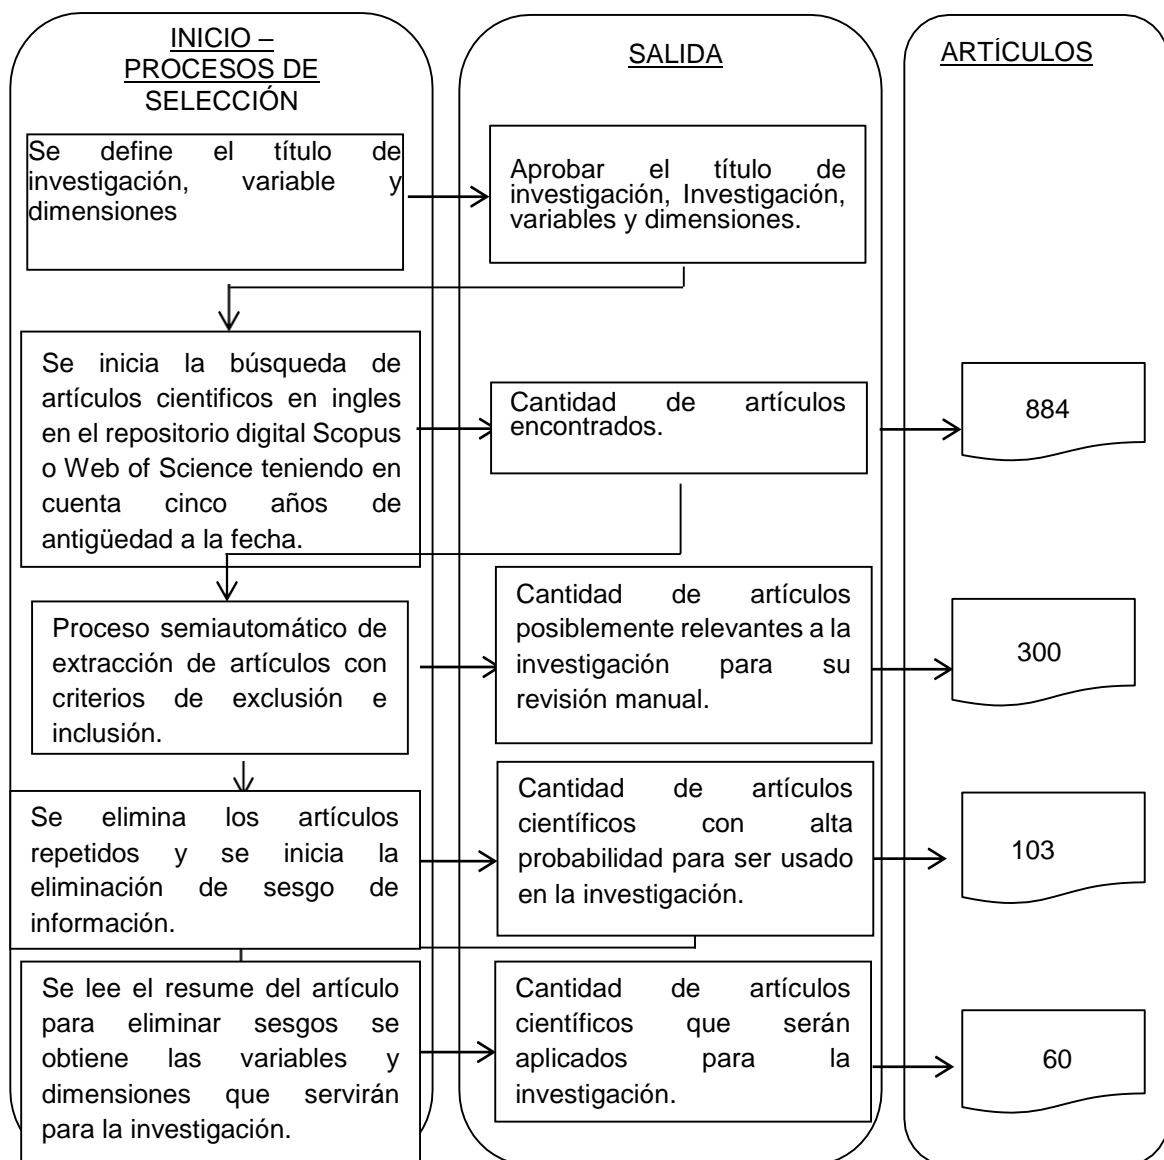 INICIO –
PROCESOS DE
SELECCIÓN
SALIDA
ARTÍCULOS
Se define el título de
investigación, variable y
dimensiones
Aprobar el título de
investigación, Investigación,
variables y dimensiones.
Se inicia la búsqueda de
artículos cientificos en ingles
en el repositorio digital Scopus
o Web of Science teniendo en
cuenta cinco años de
antigüedad a la fecha.
Cantidad de artículos
encontrados.
884
Proceso semiautomático de
extracción de artículos con
criterios de exclusión e
inclusión.
Cantidad de artículos
posiblemente relevantes a la
investigación para su
revisión manual.
300
Se elimina los artículos
repetidos y se inicia la
eliminación de sesgo de
información.
Cantidad de artículos
científicos con alta
probabilidad para ser usado
en la investigación.
103
Se lee el resume del artículo
para eliminar sesgos se
obtiene las variables y
dimensiones que servirán
para la investigación.
Cantidad de artículos
científicos que serán
aplicados para la
investigación.
60